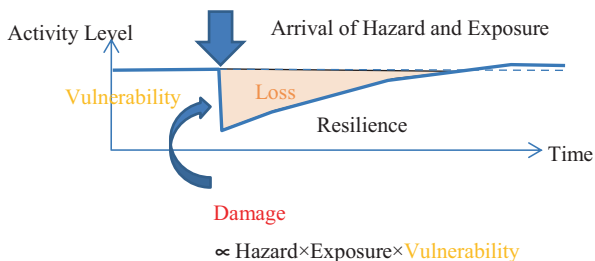 Arrival of Hazard and Exposure
Activity Level
Vulnerability
Loss
Resilience
Time
Damage
∝ Hazard×Exposure×Vulnerability